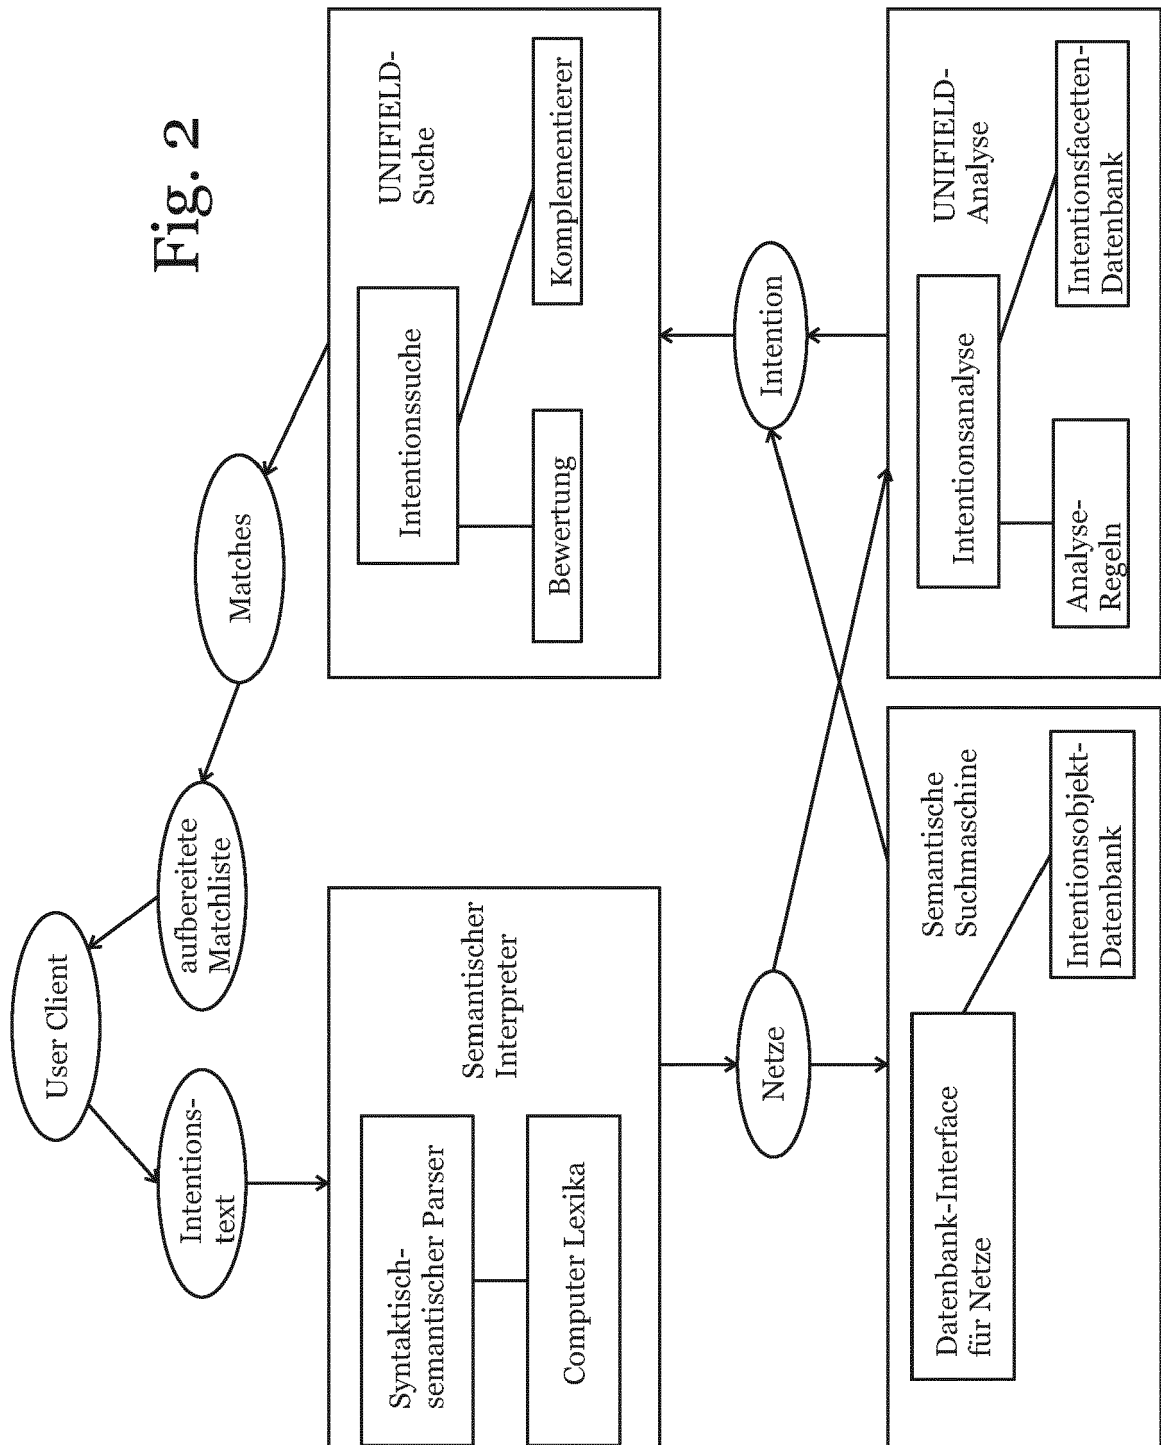 Fig. 2
User Client
Intentions-
text
aufbereitete
Matchliste
Matches
Semantischer
Interpreter
Syntaktisch-
semantischer Parser
Computer Lexika
UNIFIELD-
Suche
Intentionssuche
Bewertung
Komplementierer
Netze
Intention
Semantische
Suchmaschine
Datenbank-Interface
für Netze
Intentionsobjekt-
Datenbank
UNIFIELD-
Analyse
Intentionsanalyse
Analyse-
Regeln
Intentionsfacetten-
Datenbank